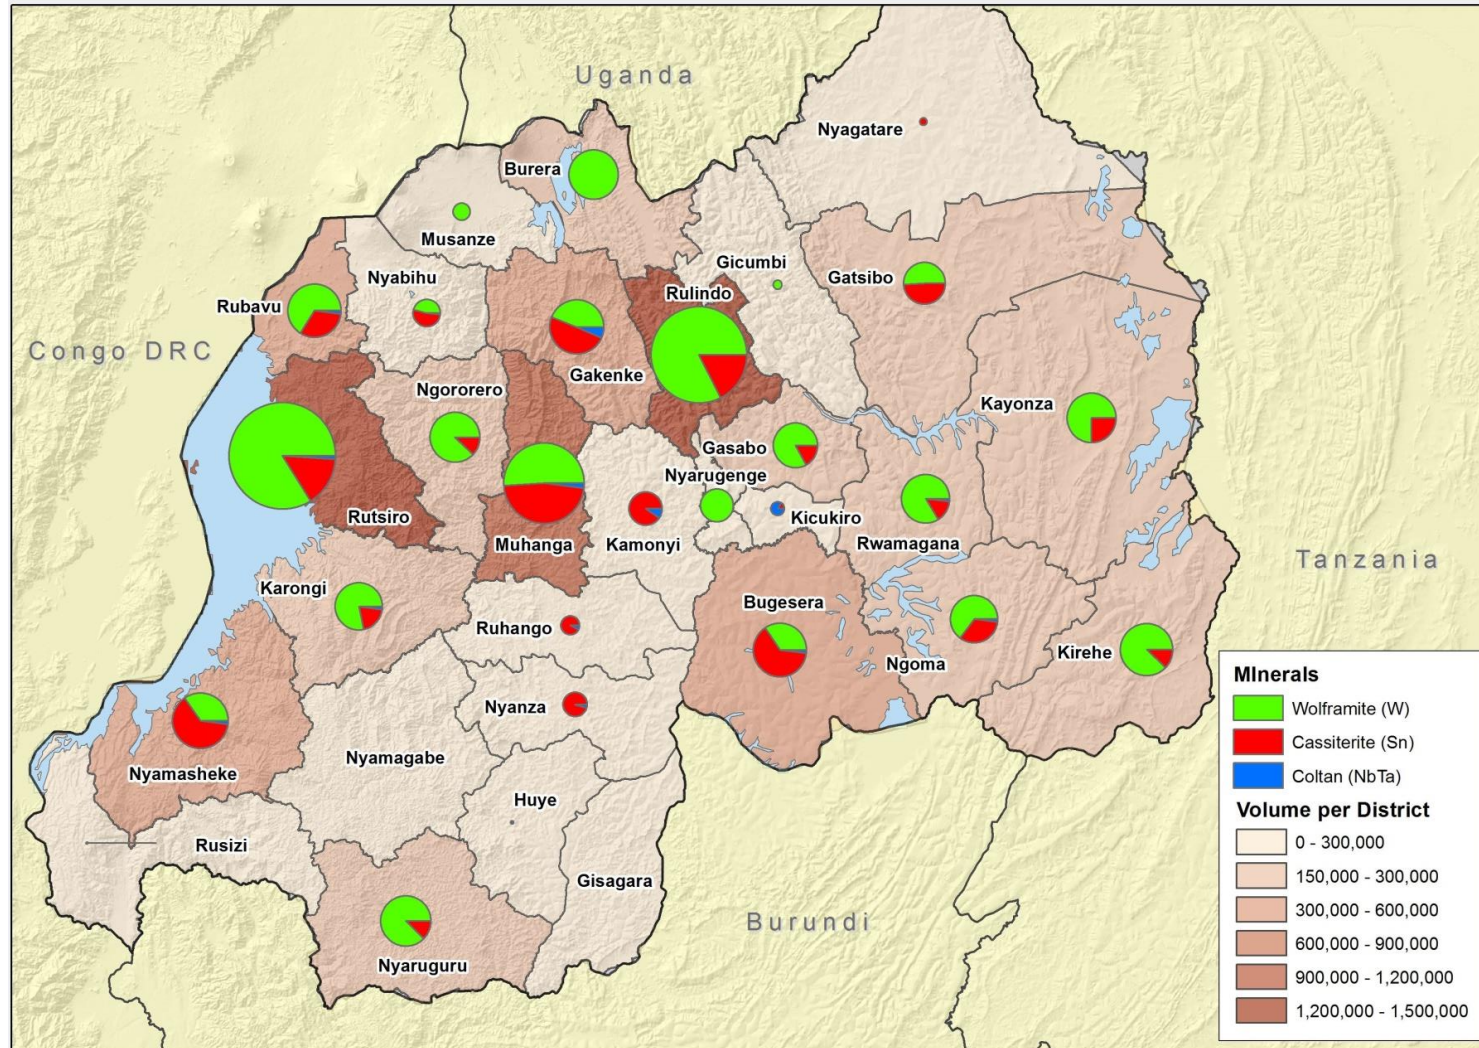 Uganda
Nyagatare
Burera
Musanze
Gicumbi
Nyabihu
Gatsibo
Rubavu
Rulindo
Congo DRC
Gakenke
Ngororero
Kayonza
Gasabo
Nyarugenge
Rutsiro
Kicukiro
Muhanga
Kamonyi
Rwamagana
Tanzania
Karongi
Bugesera
Ruhango
Kirehe
Ngoma
Nyanza
Nyamagabe
Nyamasheke
Huye
Rusizi
Gisagara
Burundi
Nyaruguru
MInerals
Wolframite (W)
Cassiterite (Sn)
Coltan (NbTa)
Volume per District
0 - 300,000
150,000 - 300,000
300,000 - 600,000
600,000 - 900,000
900,000 - 1,200,000
1,200,000 - 1,500,000